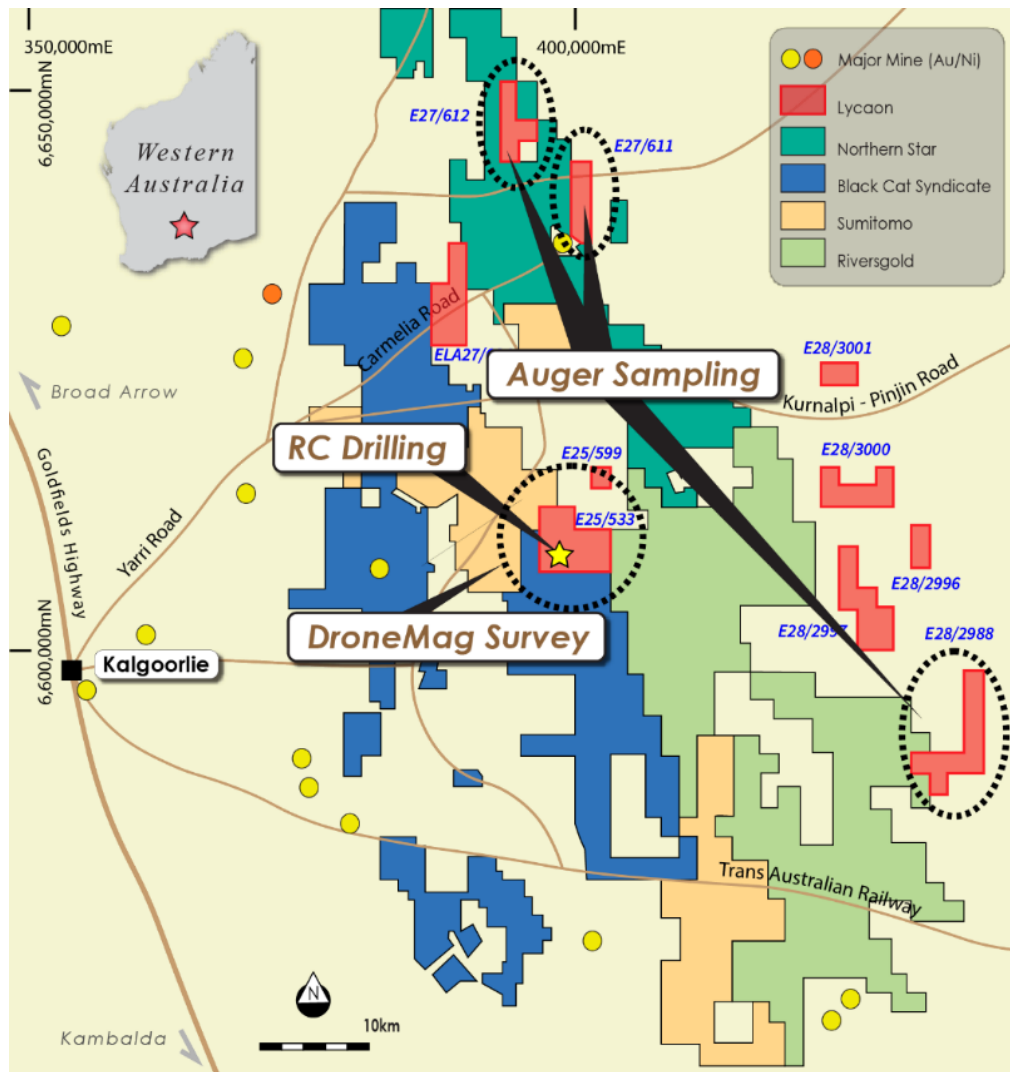 350,000mE
400,000mE
6,650,000mN
6,600,000mN
Western
Australia
Major Mine (Au/Ni)
Lycaon
Northern Star
Black Cat Syndicate
Sumitomo
Riversgold
E27/612
E27/611
Carmelia Road
ELA27/
Auger Sampling
E28/3001
Kurnalpi - Pinjin Road
Broad Arrow
RC Drilling
E25/599
E28/3000
Goldfields Highway
Yarri Road
E25/533
E28/2996
DroneMag Survey
E28/2997
E28/2988
Kalgoorlie
Trans Australian Railway
N
10km
Kambalda